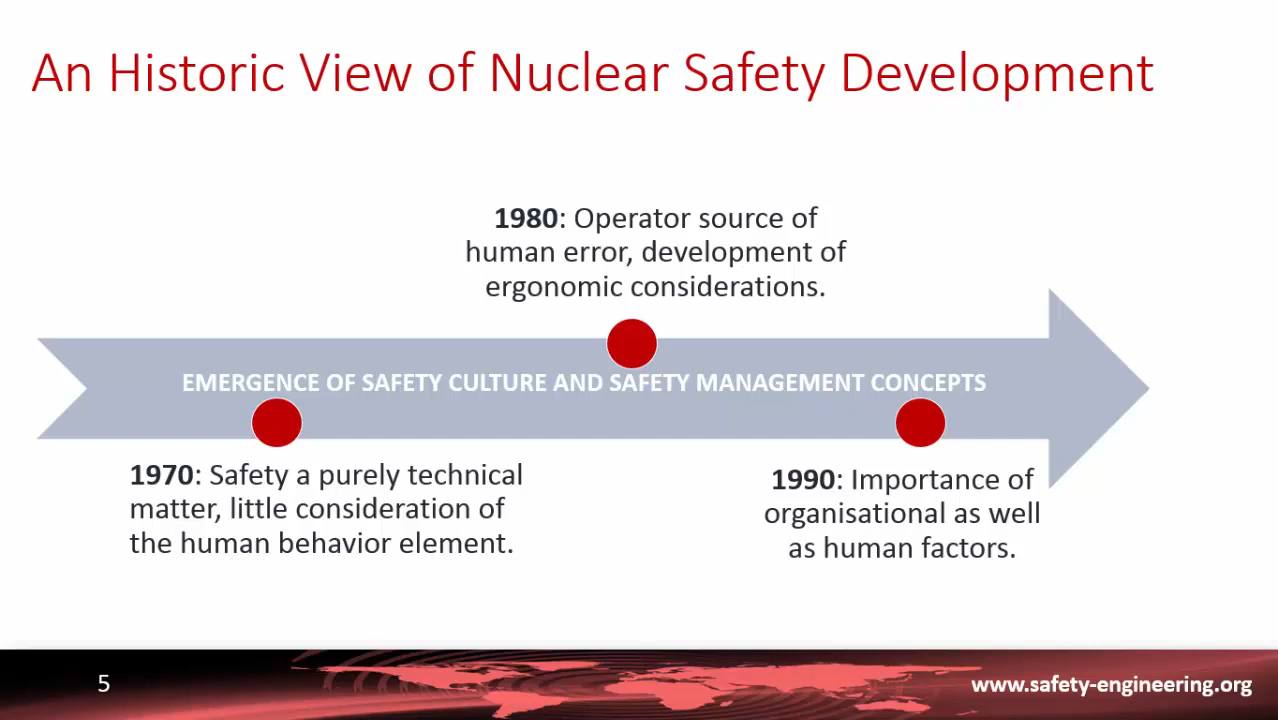 An Historic View of Nuclear Safety Development
1980: Operator source of
human error, development of
ergonomic considerations.
EMERGENCE OF SAFETY CULTURE AND SAFETY MANAGEMENT CONCEPTS
1970: Safety a purely technical
matter, little consideration of
the human behavior element.
1990: Importance of
organisational as well
as human factors.
5
www.safety-engineering.org